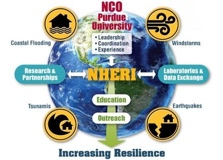 NCO
Purdue
University
• Leadership
• Coordination
• Experience
Coastal Flooding
Windstorms
Research &
Partnerships
NHERI
Laboratories &
Data Exchange
Tsunamis
Education
Outreach
Earthquakes
Increasing Resilience